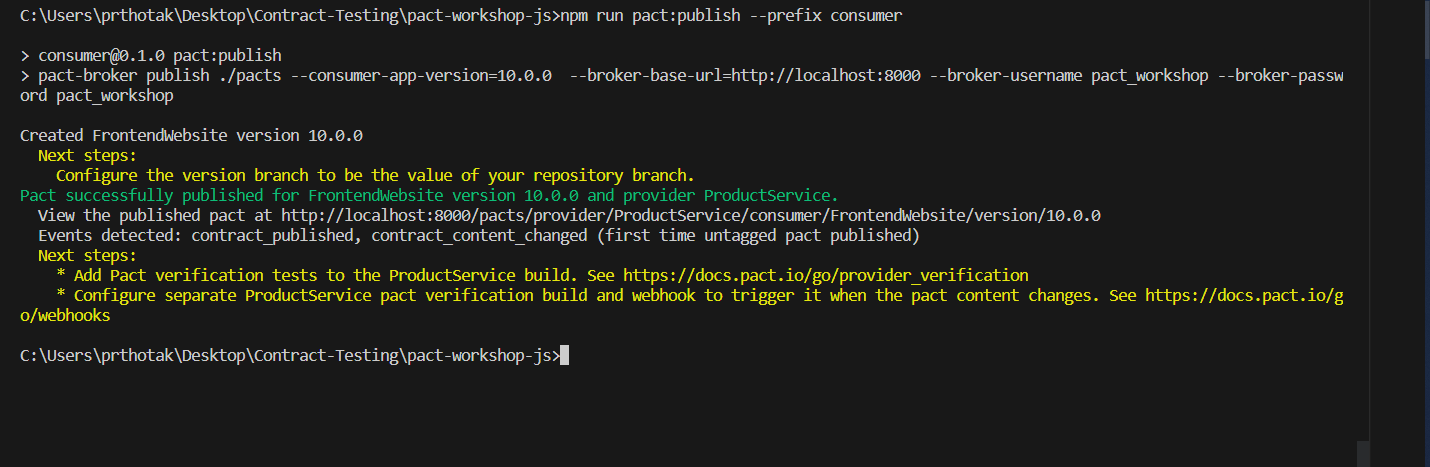 C:\Users\prthotak\Desktop\Contract-Testing\pact-workshop-js>npm run pact:publish --prefix consumer
> consumer@0.1.0 pact:publish
> pact-broker publish ./pacts --consumer-app-version=10.0.0  --broker-base-url=http://localhost:8000 --broker-username pact_workshop --broker-passw
ord pact_workshop
Created FrontendWebsite version 10.0.0
  Next steps:
    Configure the version branch to be the value of your repository branch.
Pact successfully published for FrontendWebsite version 10.0.0 and provider ProductService.
  View the published pact at http://localhost:8000/pacts/provider/ProductService/consumer/FrontendWebsite/version/10.0.0
  Events detected: contract_published, contract_content_changed (first time untagged pact published)
  Next steps:
    * Add Pact verification tests to the ProductService build. See https://docs.pact.io/go/provider_verification
    * Configure separate ProductService pact verification build and webhook to trigger it when the pact content changes. See https://docs.pact.io/g
o/webhooks
C:\Users\prthotak\Desktop\Contract-Testing\pact-workshop-js>